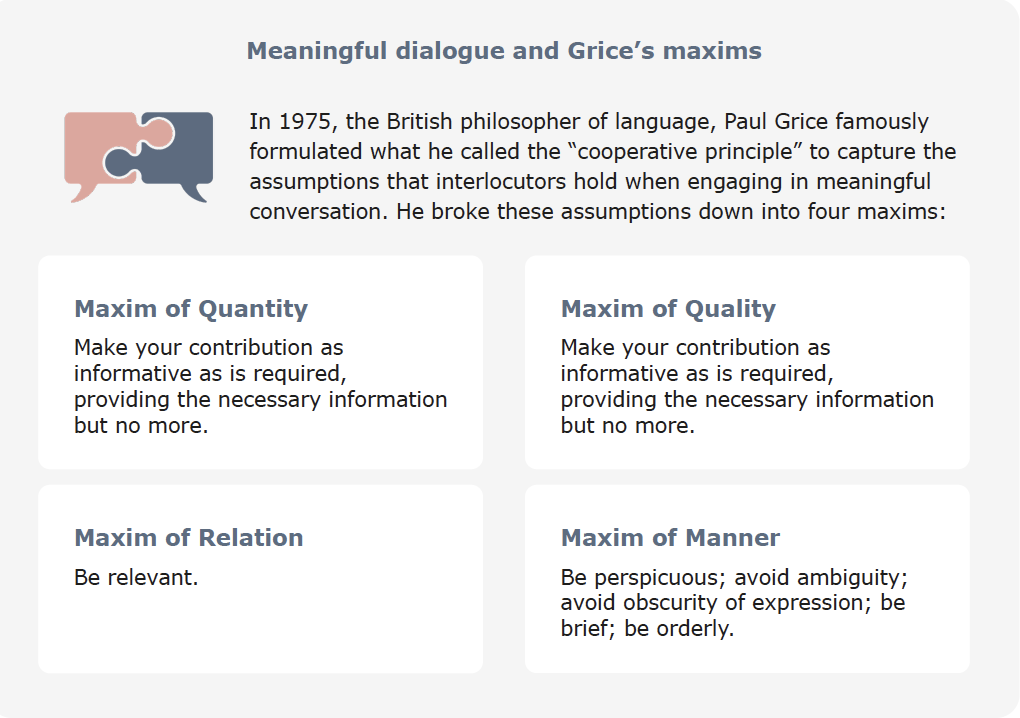 Meaningful dialogue and Grice’s maxims
In 1975, the British philosopher of language, Paul Grice famously
formulated what he called the “cooperative principle” to capture the
assumptions that interlocutors hold when engaging in meaningful
conversation. He broke these assumptions down into four maxims:
Maxim of Quantity
Make your contribution as
informative as is required,
providing the necessary information
but no more.
Maxim of Quality
Make your contribution as
informative as is required,
providing the necessary information
but no more.
Maxim of Relation
Be relevant.
Maxim of Manner
Be perspicuous; avoid ambiguity;
avoid obscurity of expression; be
brief; be orderly.